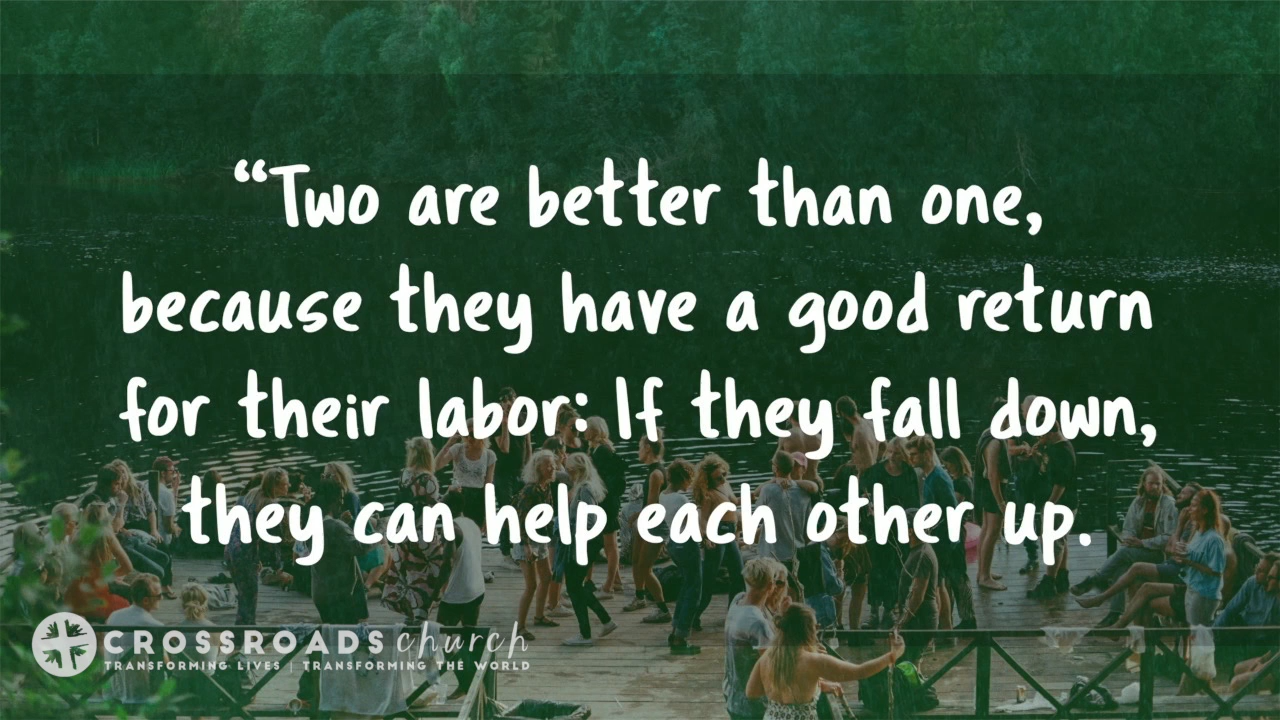 “Two are better than one,
because they have a good return
for their labor: If they fall down,
they can help each other up.
CROSSROADS church
TRANSFORMING LIVES | TRANSFORMING THE WORLD